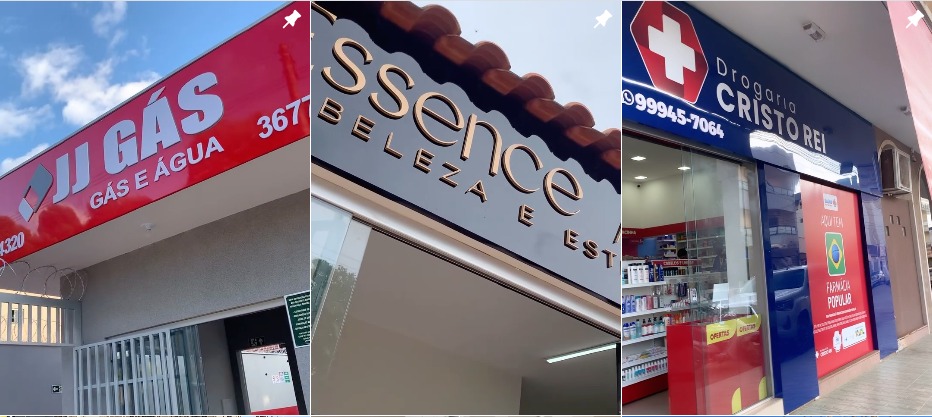 JJ GÁS
GÁS E ÁGUA
3677
4320
ssence
BELEZA E EST
Drogaria
CRISTO REI
99945-7064
AQUI TEM
FARMÁCIA
POPULAR
OFERTAS
OFERTAS